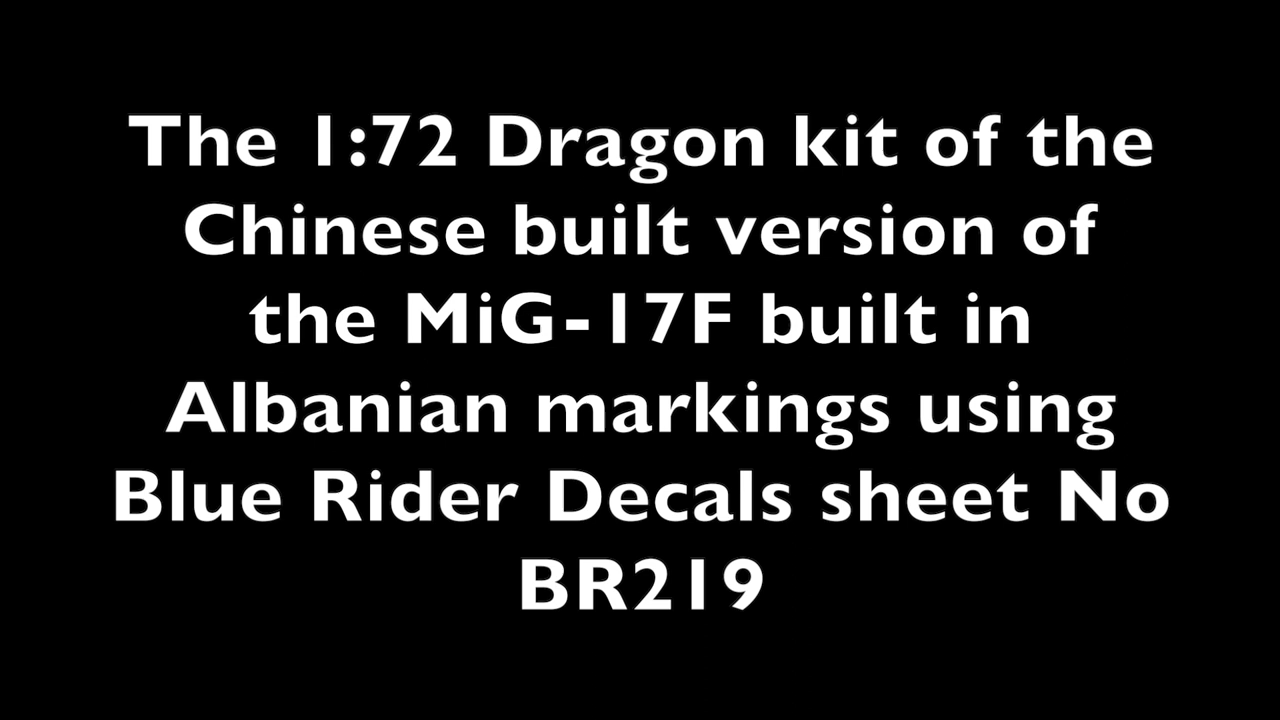 The 1:72 Dragon kit of the
Chinese built version of
the MiG-17F built in
Albanian markings using
Blue Rider Decals sheet No
BR219